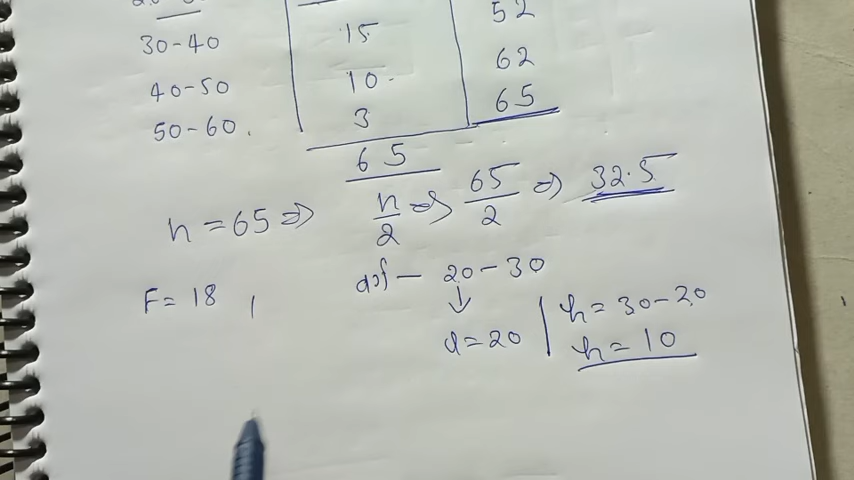 52
30-40 15 62
40-50 10
50-60. 3 65
65
n = 65 ⇒ n/2 ⇒ 65/2 ⇒ 32.5
20-30
F = 18
↓
l = 20 h = 30-20
h = 10